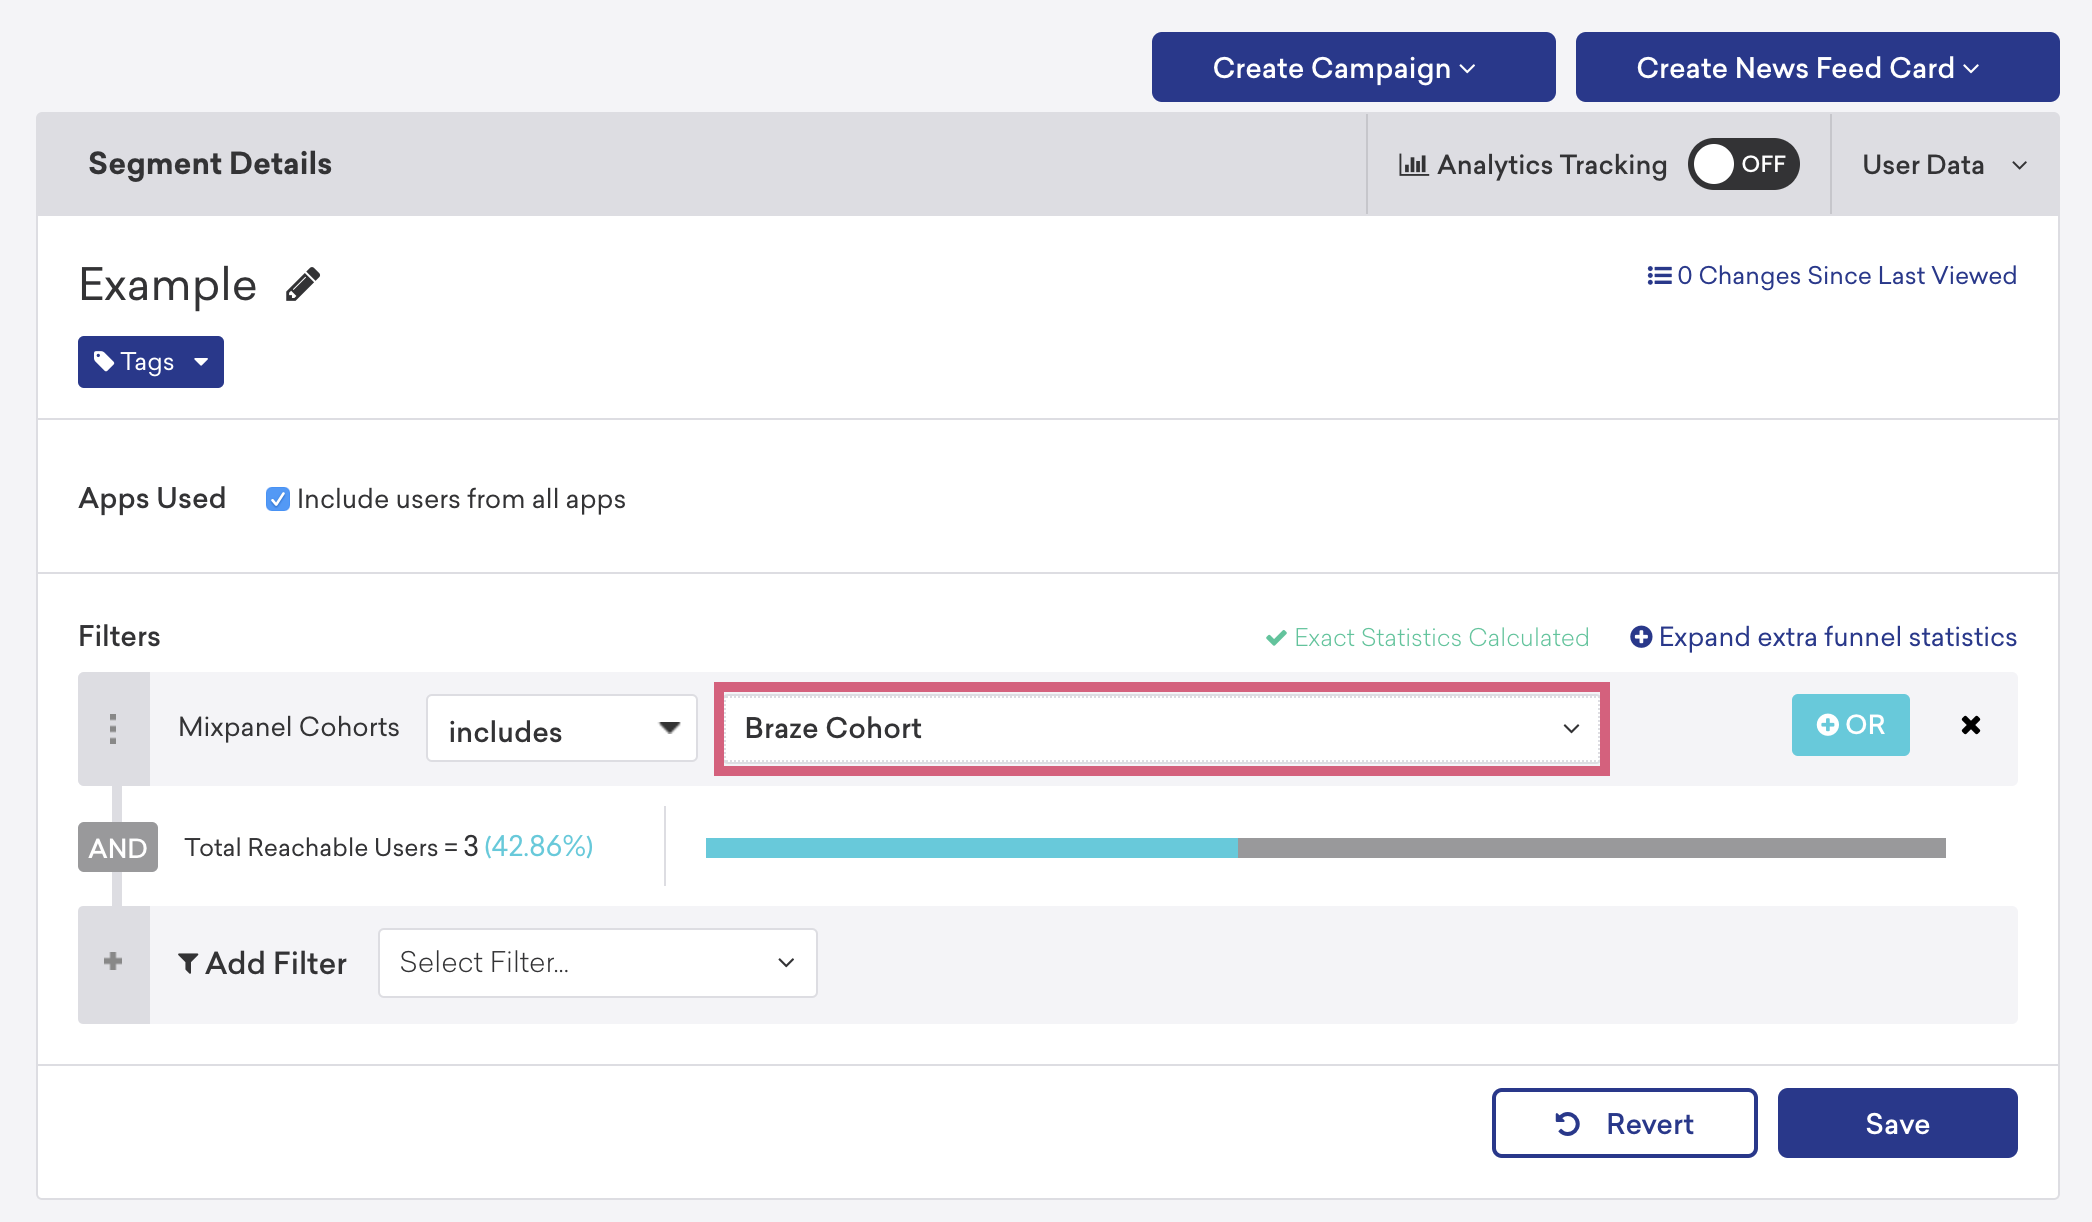 Create Campaign
Create News Feed Card
Segment Details
Analytics Tracking
OFF
User Data
Example
0 Changes Since Last Viewed
Tags
Apps Used
Include users from all apps
Filters
Exact Statistics Calculated
Expand extra funnel statistics
Mixpanel Cohorts
includes
Braze Cohort
OR
AND
Total Reachable Users = 3 (42.86%)
Add Filter
Select Filter...
Revert
Save